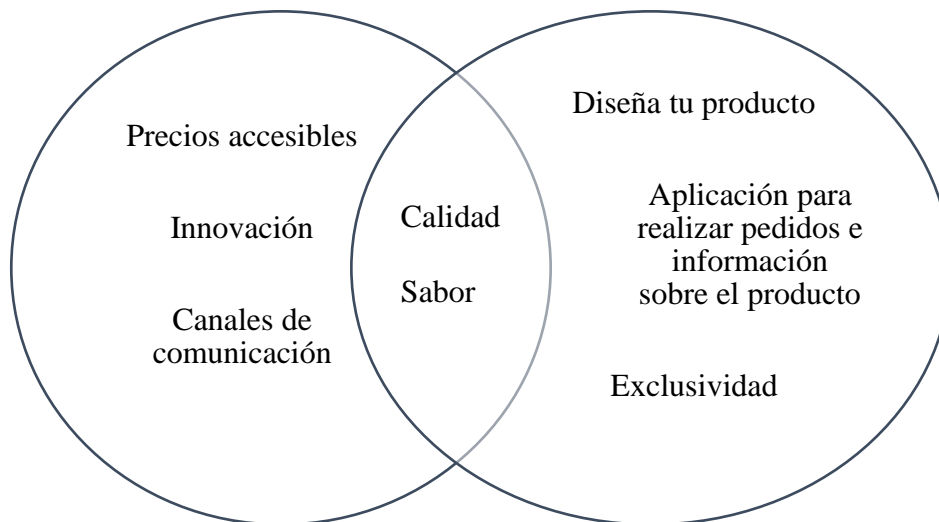 Precios accesibles
Innovación
Canales de
comunicación
Calidad
Sabor
Diseña tu producto
Aplicación para
realizar pedidos e
información
sobre el producto
Exclusividad